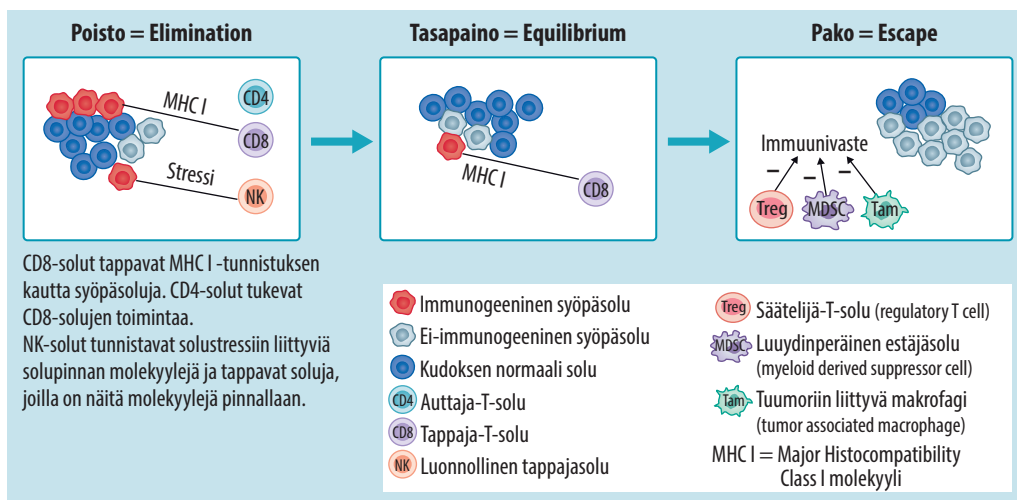 Poisto = Elimination
Tasapaino = Equilibrium
Pako = Escape
MHC I
CD4
CD8
Stressi
NK
MHC I
CD8
Immuunivaste
– – –
Treg
MDSC
Tam
CD8-solut tappavat MHC I -tunnistuksen
kautta syöpäsoluja. CD4-solut tukevat
CD8-solujen toimintaa.
NK-solut tunnistavat solustressiin liittyviä
solupinnan molekyylejä ja tappavat soluja,
joilla on näitä molekyylejä pinnallaan.
Immunogeeninen syöpäsolu
Ei-immunogeeninen syöpäsolu
Kudoksen normaali solu
CD4 Auttaja-T-solu
CD8 Tappaja-T-solu
NK Luonnollinen tappajasolu
Treg Säätelijä-T-solu (regulatory T cell)
MDSC Luuydinperäinen estäjäsolu
(myeloid derived suppressor cell)
Tam Tuumoriin liittyvä makrofagi
(tumor associated macrophage)
MHC I = Major Histocompatibility
Class I molekyyli